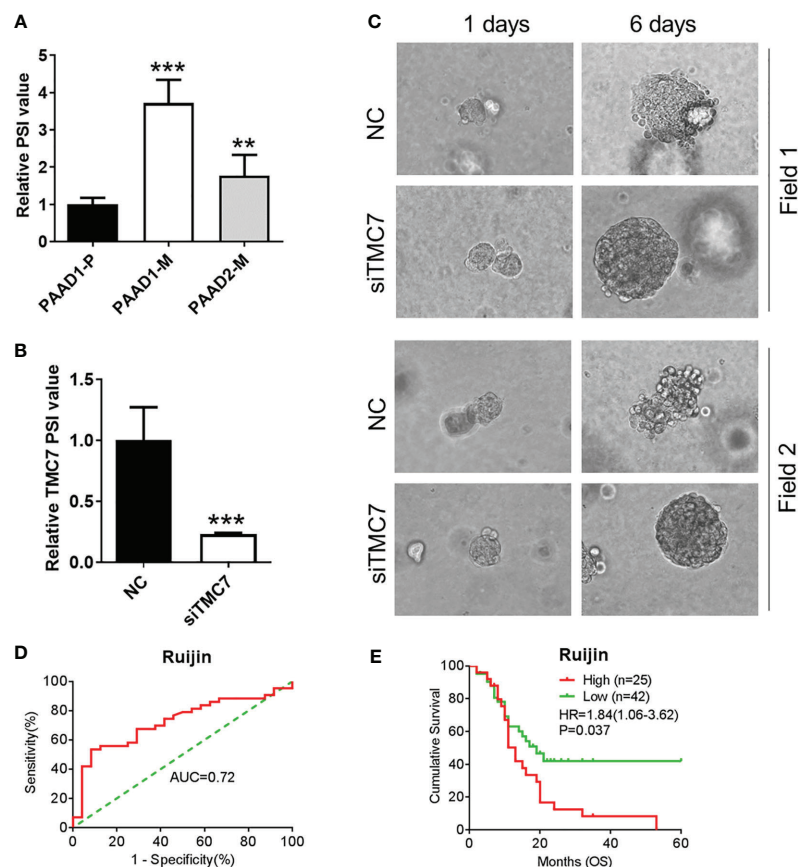 A
Relative PSI value
5
4
3
2
1
0
***
**
PAAD1-P
PAAD1-M
PAAD2-M
B
Relative TMC7 PSI value
1.5
1.0
0.5
0.0
***
NC
siTMC7
C
1 days
6 days
NC
siTMC7
Field 1
NC
siTMC7
Field 2
D
Ruijin
Sensitivity(%)
100
80
60
40
20
0
AUC=0.72
0 20 40 60 80 100
1 - Specificity(%)
E
Ruijin
High (n=25)
Low (n=42)
HR=1.84(1.06-3.62)
P=0.037
Cumulative Survival
100
80
60
40
20
0
0 20 40 60
Months (OS)